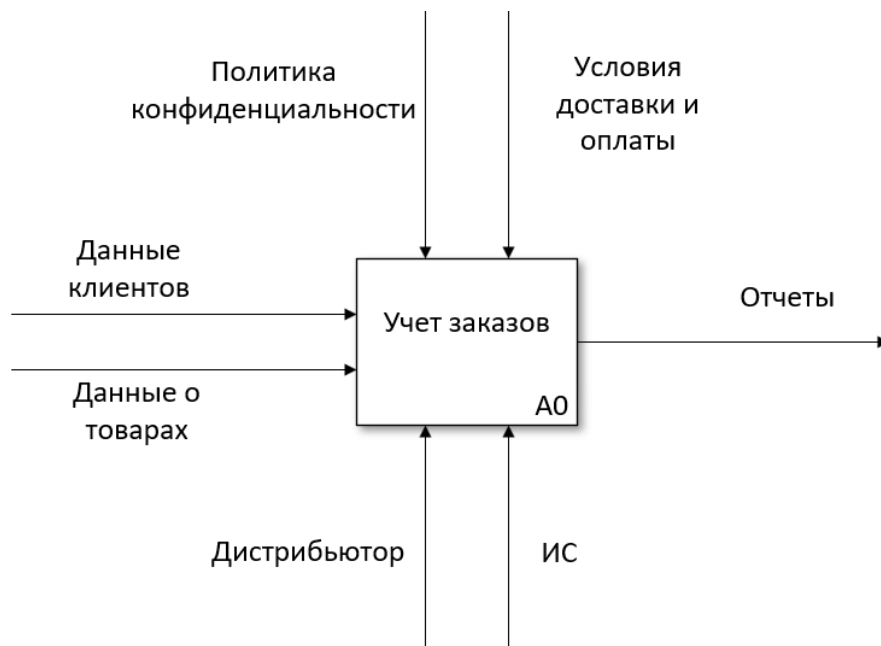 Политика
конфиденциальности
Условия
доставки и
оплаты
Данные
клиентов
Учет заказов
Отчеты
Данные о
товарах
A0
Дистрибьютор
ИС